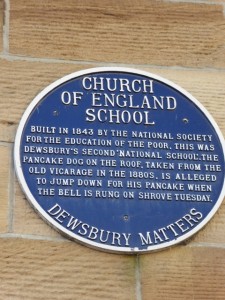 CHURCH
OF ENGLAND
SCHOOL
BUILT IN 1843 BY THE NATIONAL SOCIETY
FOR THE EDUCATION OF THE POOR, THIS WAS
DEWSBURY'S SECOND NATIONAL SCHOOL. THE
PANCAKE DOG ON THE ROOF, TAKEN FROM THE
OLD VICARAGE IN THE 1880S, IS ALLEGED
TO JUMP DOWN FOR HIS PANCAKE WHEN
THE BELL IS RUNG ON SHROVE TUESDAY.
DEWSBURY MATTERS